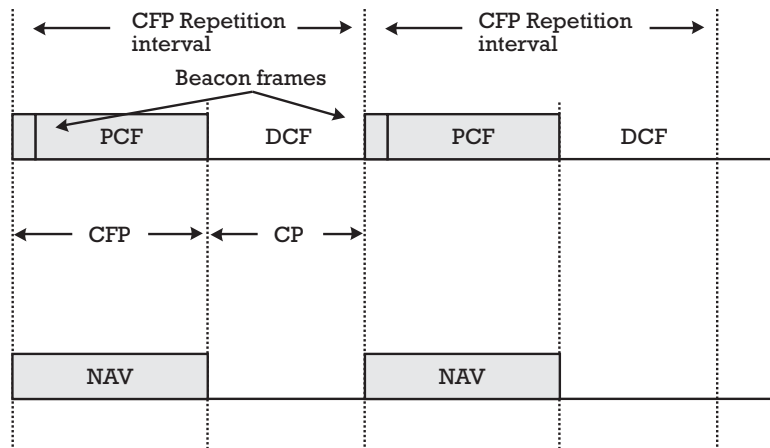 CFP Repetition
interval
CFP Repetition
interval
Beacon frames
PCF
DCF
PCF
DCF
CFP
CP
NAV
NAV